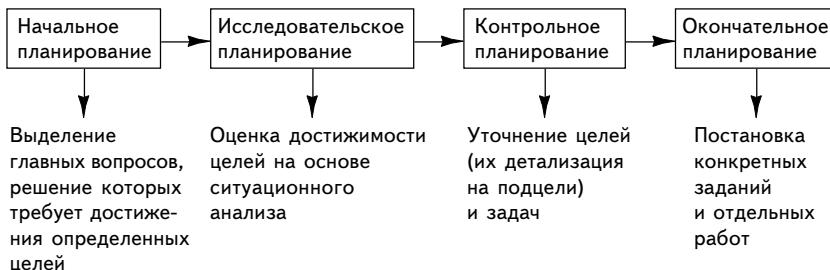 Начальное
планирование
Исследовательское
планирование
Контрольное
планирование
Окончательное
планирование
Выделение
главных вопросов,
решение которых
требует достиже-
ния определенных
целей
Оценка достижимости
целей на основе
ситуационного
анализа
Уточнение целей
(их детализация
на подцели)
и задач
Постановка
конкретных
заданий
и отдельных
работ